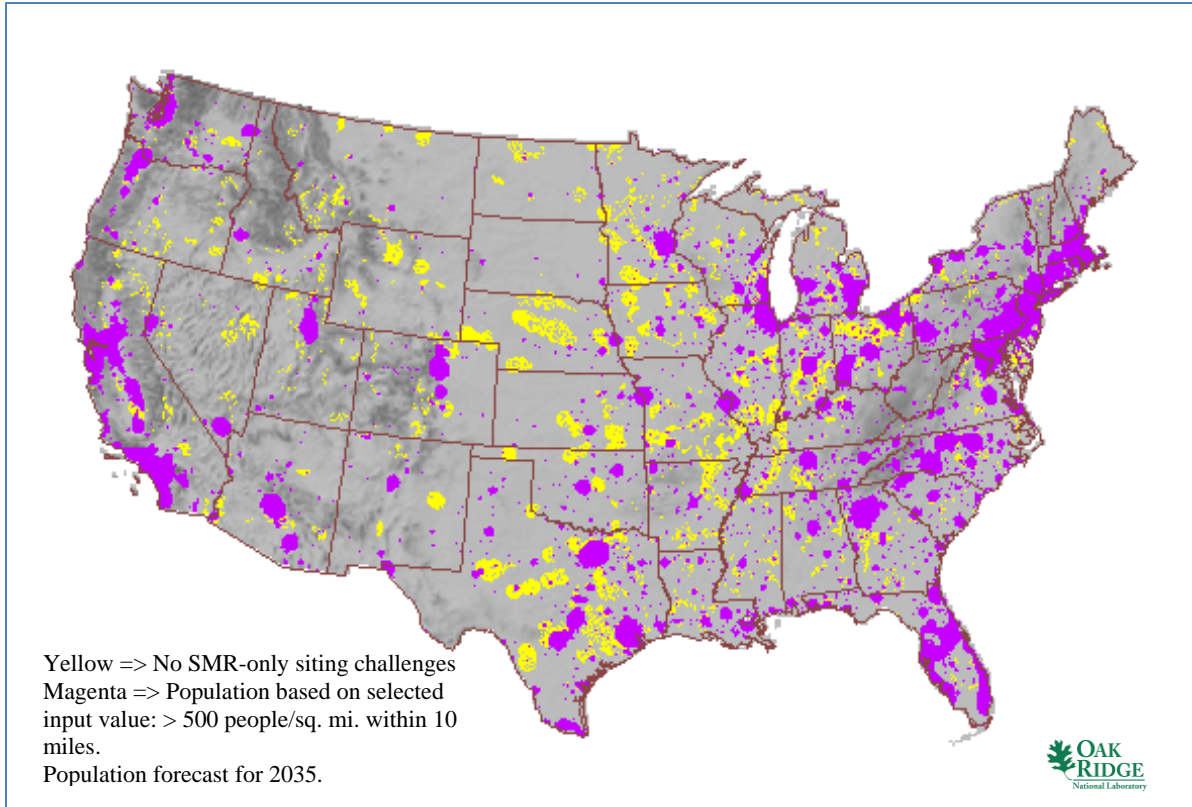 Yellow => No SMR-only siting challenges
Magenta => Population based on selected
input value: > 500 people/sq. mi. within 10
miles.
Population forecast for 2035.
OAK
RIDGE
National Laboratory